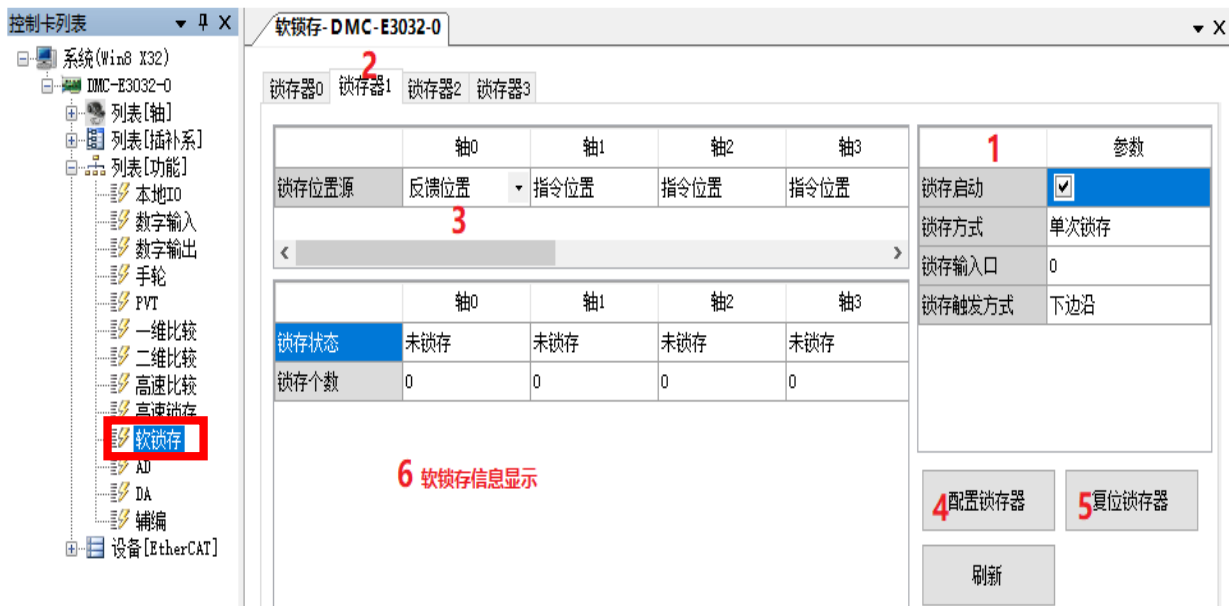 控制卡列表
系统(Win8 X32)
DMC-E3032-0
列表[轴]
列表[插补系]
列表[功能]
本地IO
数字输入
数字输出
手轮
PVT
一维比较
二维比较
高速比较
高速锁存
软锁存
AD
DA
辅编
设备[EtherCAT]
软锁存-DMC-E3032-0
2
锁存器0 锁存器1 锁存器2 锁存器3
轴0 轴1 轴2 轴3
锁存位置源 反馈位置 指令位置 指令位置 指令位置
3
轴0 轴1 轴2 轴3
锁存状态 未锁存 未锁存 未锁存 未锁存
锁存个数 0 0 0 0
6 软锁存信息显示
1 参数
锁存启动
锁存方式 单次锁存
锁存输入口 0
锁存触发方式 下边沿
4 配置锁存器 5 复位锁存器
刷新